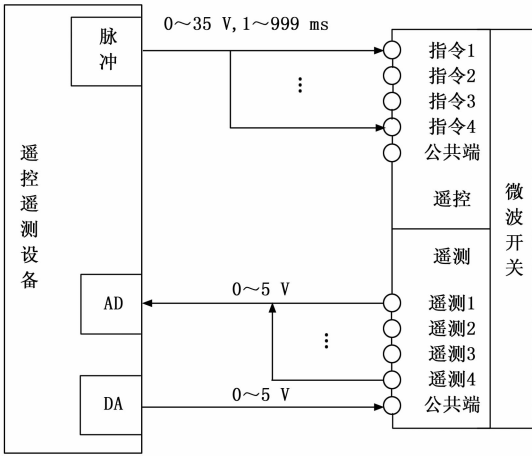 遥控遥测设备
脉冲
0～35 V,1～999 ms
⋮
指令1
指令2
指令3
指令4
公共端
遥控
微波开关
遥测
AD
0～5 V
⋮
遥测1
遥测2
遥测3
遥测4
公共端
DA
0～5 V